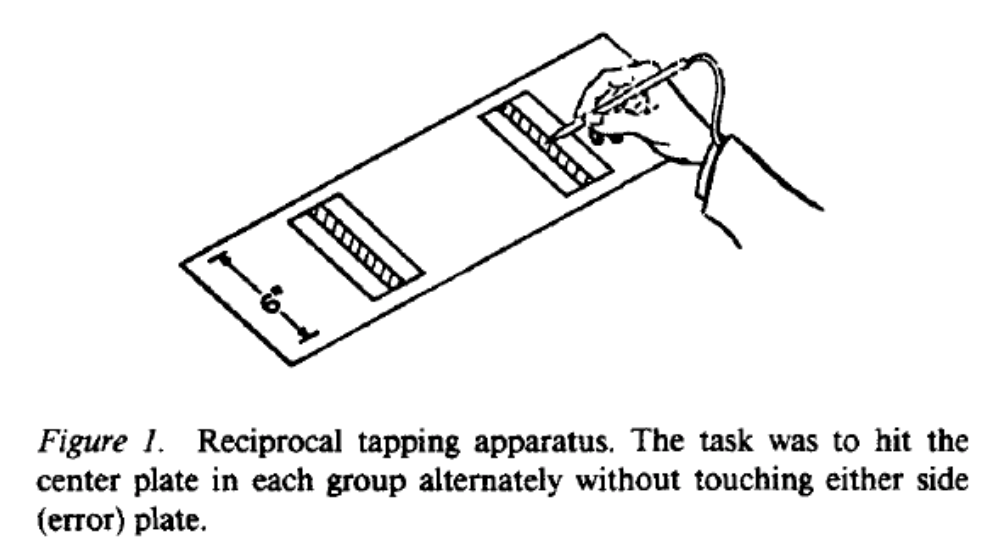 6"
Figure 1. Reciprocal tapping apparatus. The task was to hit the
center plate in each group alternately without touching either side
(error) plate.